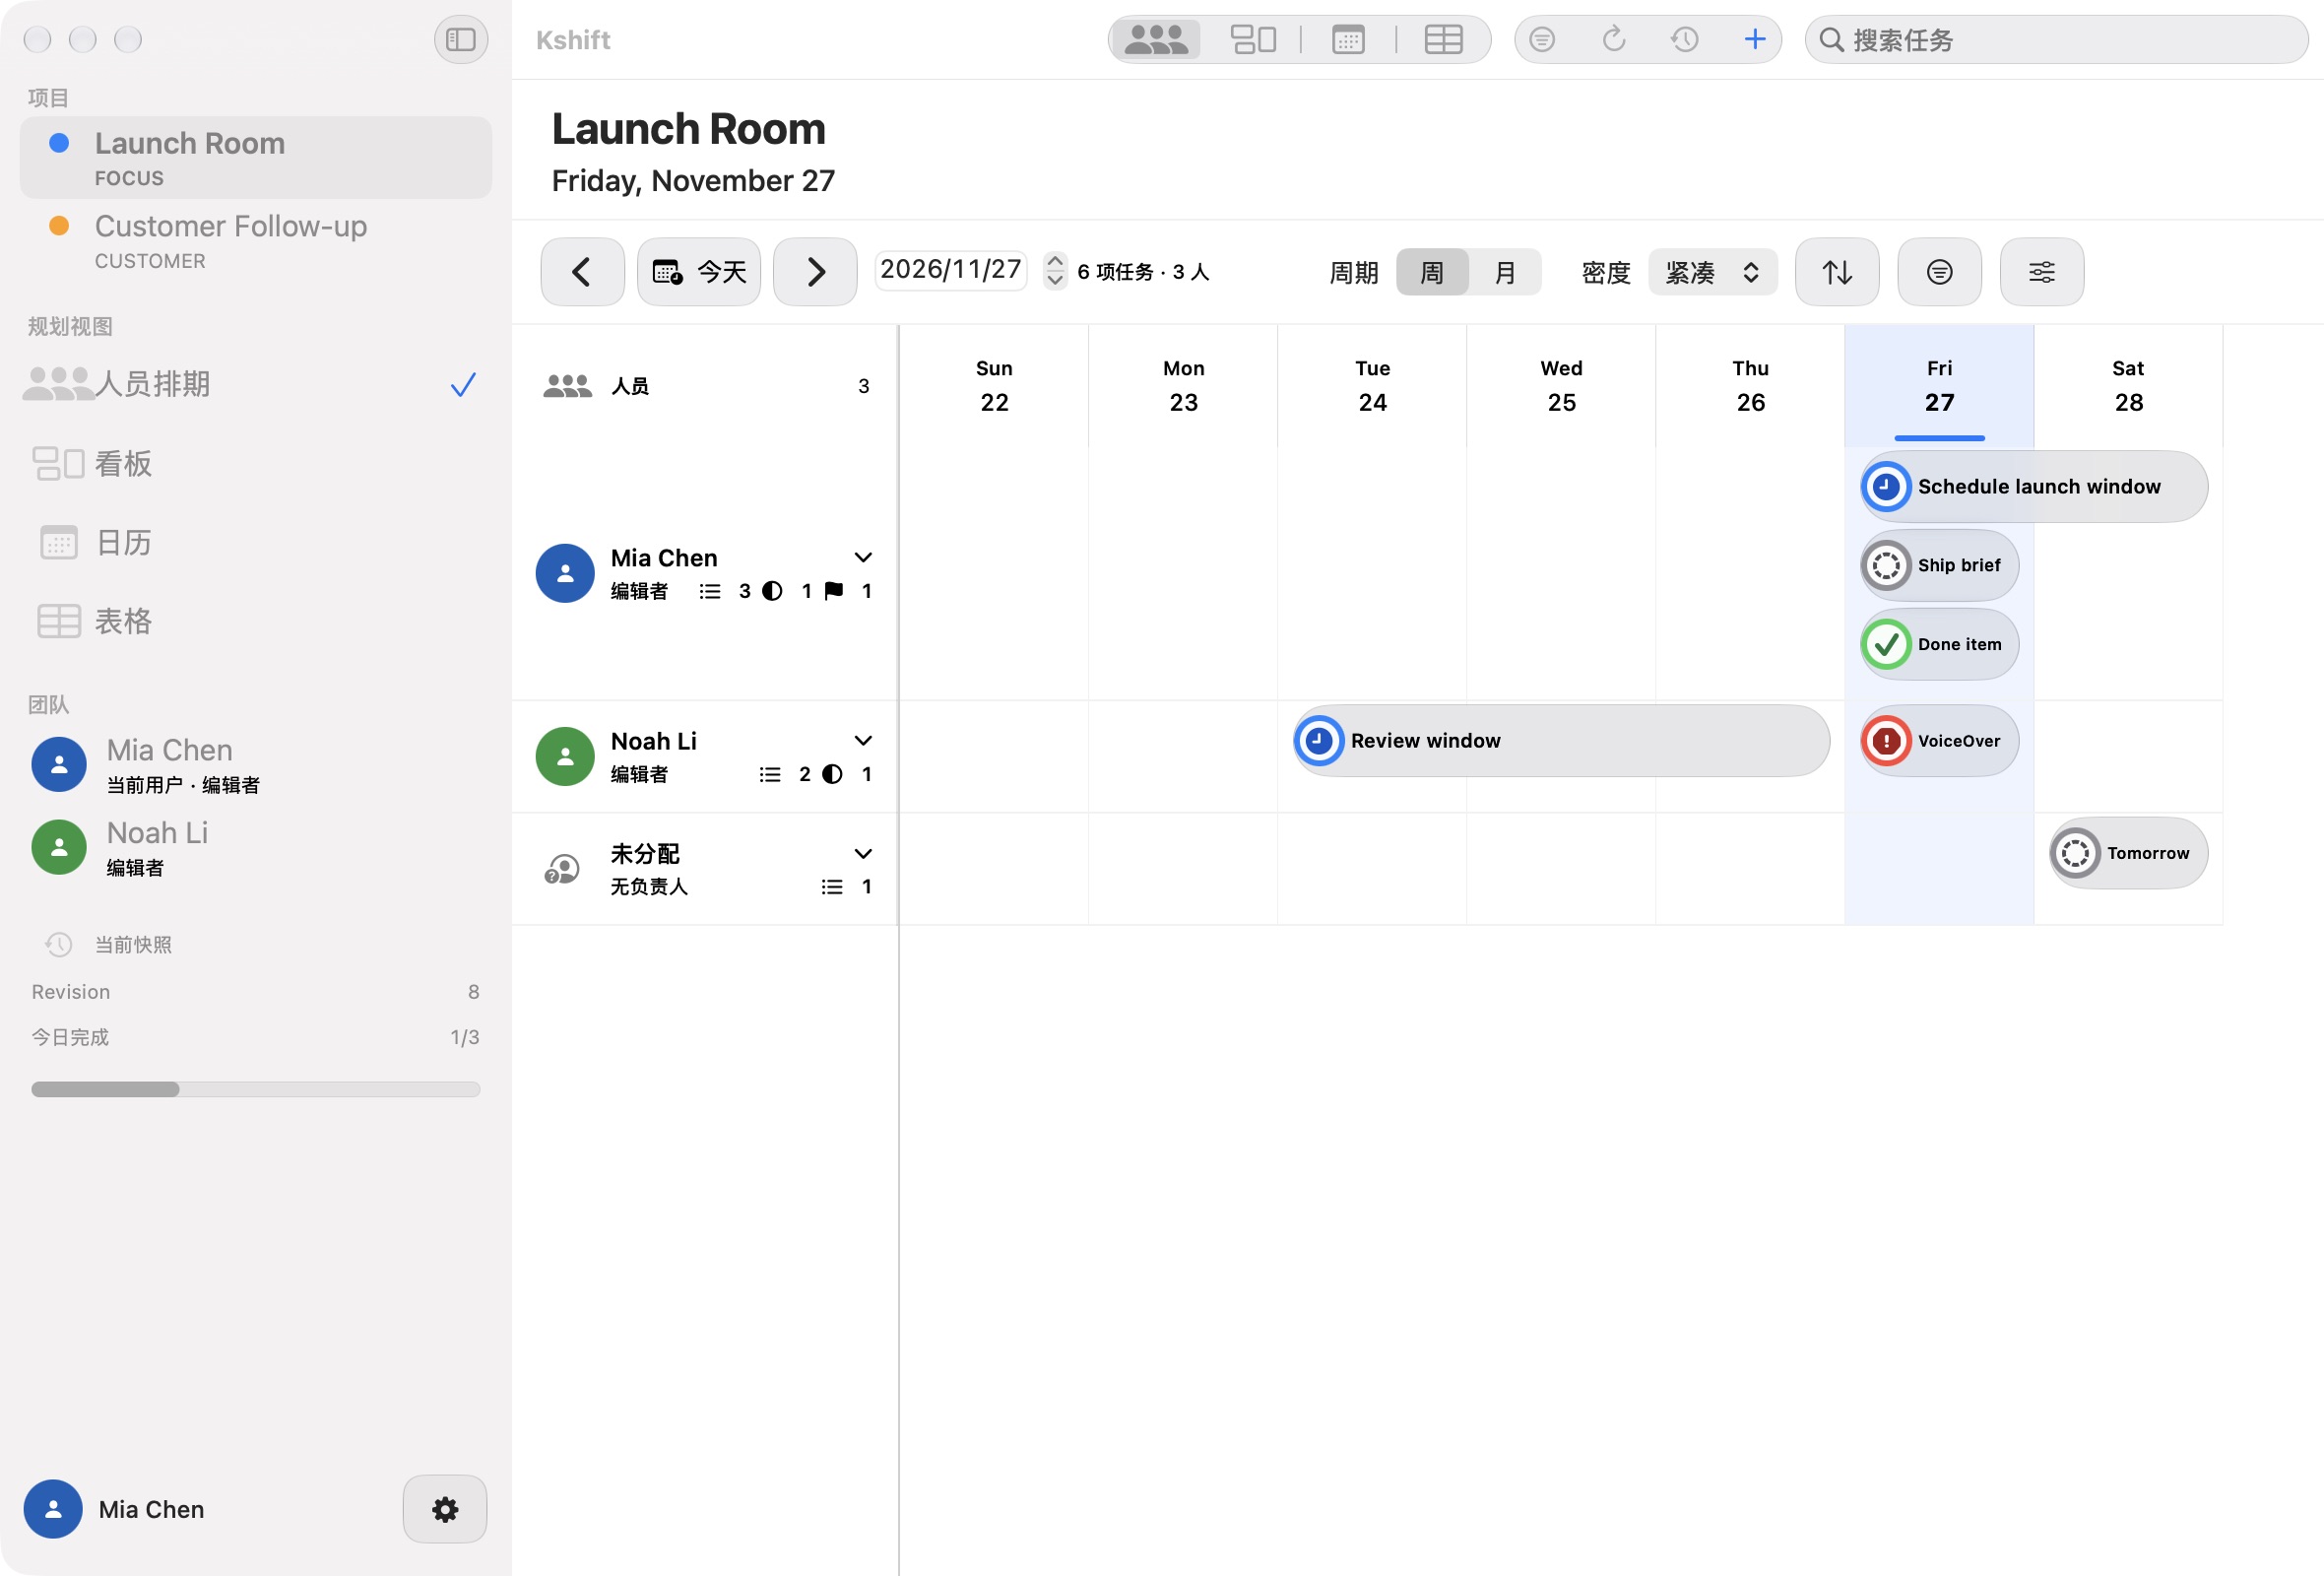 项目
Launch Room
FOCUS
Customer Follow-up
CUSTOMER
规划视图
人员排期
看板
日历
表格
团队
Mia Chen
当前用户 · 编辑者
Noah Li
编辑者
当前快照
Revision 8
今日完成 1/3
Mia Chen
Kshift
搜索任务
Launch Room
Friday, November 27
今天 2026/11/27 6 项任务 · 3 人 周期 周 月 密度 紧凑
人员 3
Sun Mon Tue Wed Thu Fri Sat
22 23 24 25 26 27 28
Schedule launch window
Mia Chen
编辑者 3 1 1
Ship brief
Done item
Noah Li
编辑者 2 1
Review window
VoiceOver
未分配
无负责人 1
Tomorrow